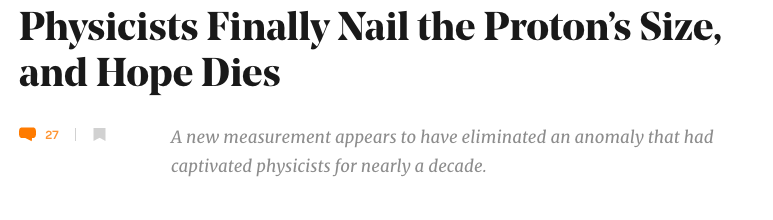 Physicists Finally Nail the Proton’s Size,
and Hope Dies
27
A new measurement appears to have eliminated an anomaly that had
captivated physicists for nearly a decade.